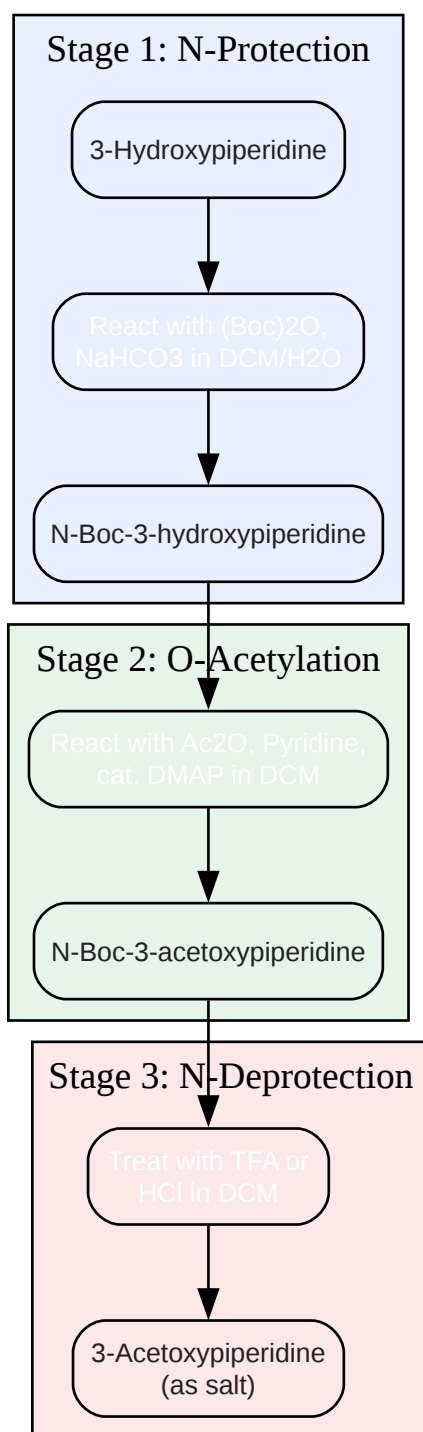 Stage 1: N-Protection
3-Hydroxypiperidine
React with (Boc)2O,
NaHCO3 in DCM/H2O
N-Boc-3-hydroxypiperidine
Stage 2: O-Acetylation
React with Ac2O, Pyridine,
cat. DMAP in DCM
N-Boc-3-acetoxypiperidine
Stage 3: N-Deprotection
Treat with TFA or
HCl in DCM
3-Acetoxypiperidine
(as salt)